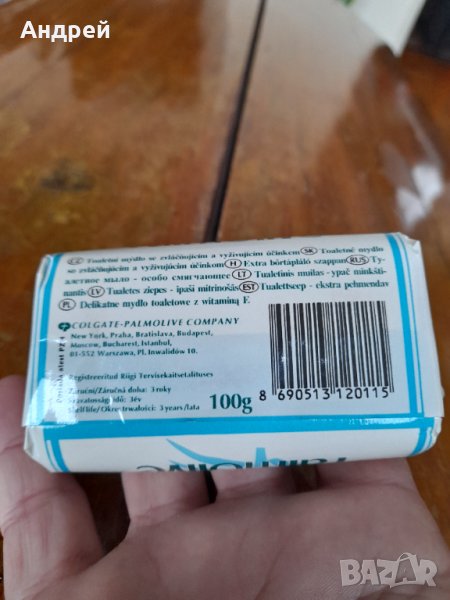 Андрей
CZ Toaletní mýdlo se zvláčňujícím a vyživujícím účinkem SK Toaletné mydlo
so zvláčňujúcim a vyživujúcim účinkom H Extra bőrtápláló szappan RUS Ту-
алетное мыло - особо смягчающее LT Tualetinis muilas - ypač minkšti-
nantis LV Tualetes ziepes - īpaši mitrinošās EST Tualettseep - ekstra pehmendav
PL Delikatne mydło toaletowe z witaminą E
COLGATE-PALMOLIVE COMPANY
New York, Praha, Bratislava, Budapest,
Moscow, Bucharest, Istanbul,
01-552 Warszawa, Pl. Inwalidów 10.
Registreeritud Riigi Tervisekaitsetalituses
Záruční/Záručná doba: 3 roky
Szavatossági idő: 3év
Shelf life/Okres trwałości: 3 years/lata
100g
8 690513 120115
BAZAR